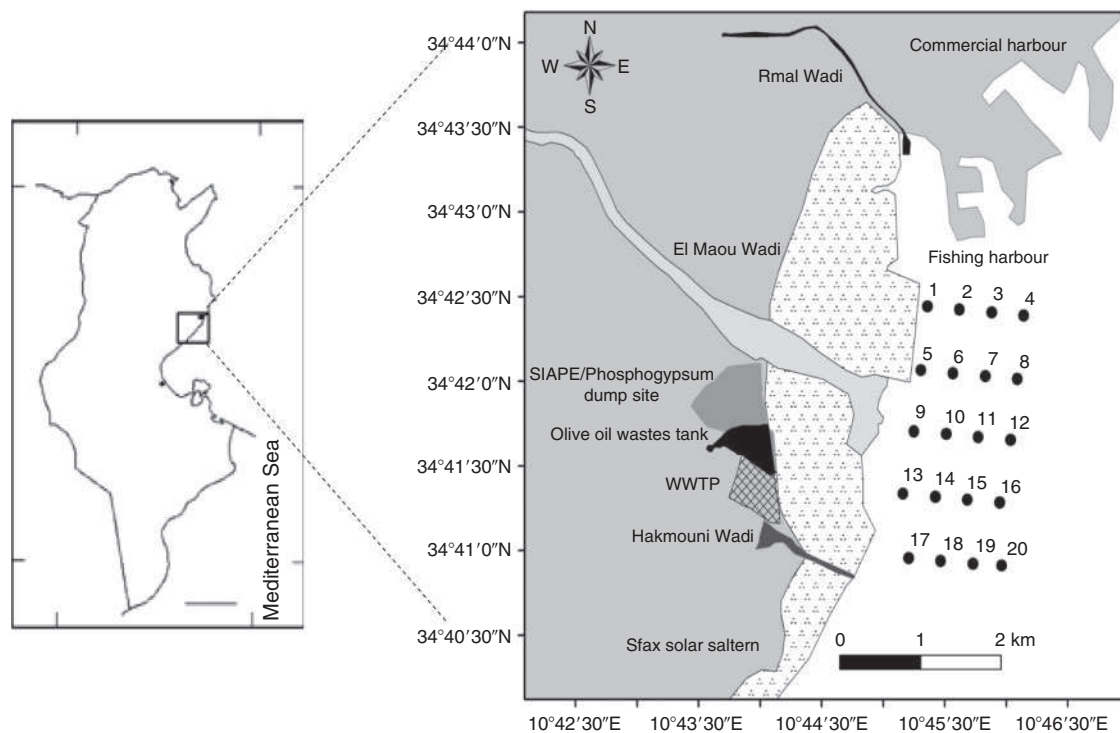 34°44′0″N
34°43′30″N
34°43′0″N
34°42′30″N
34°42′0″N
34°41′30″N
34°41′0″N
34°40′30″N
N
W E
S
Commercial harbour
Rmal Wadi
El Maou Wadi
Fishing harbour
1 2 3 4
5 6 7 8
SIAPE/Phosphogypsum
dump site
9 10 11 12
Olive oil wastes tank
WWTP
13 14 15 16
Hakmouni Wadi
17 18 19 20
Sfax solar saltern
0 1 2 km
Mediterranean Sea
10°42′30″E 10°43′30″E 10°44′30″E 10°45′30″E 10°46′30″E